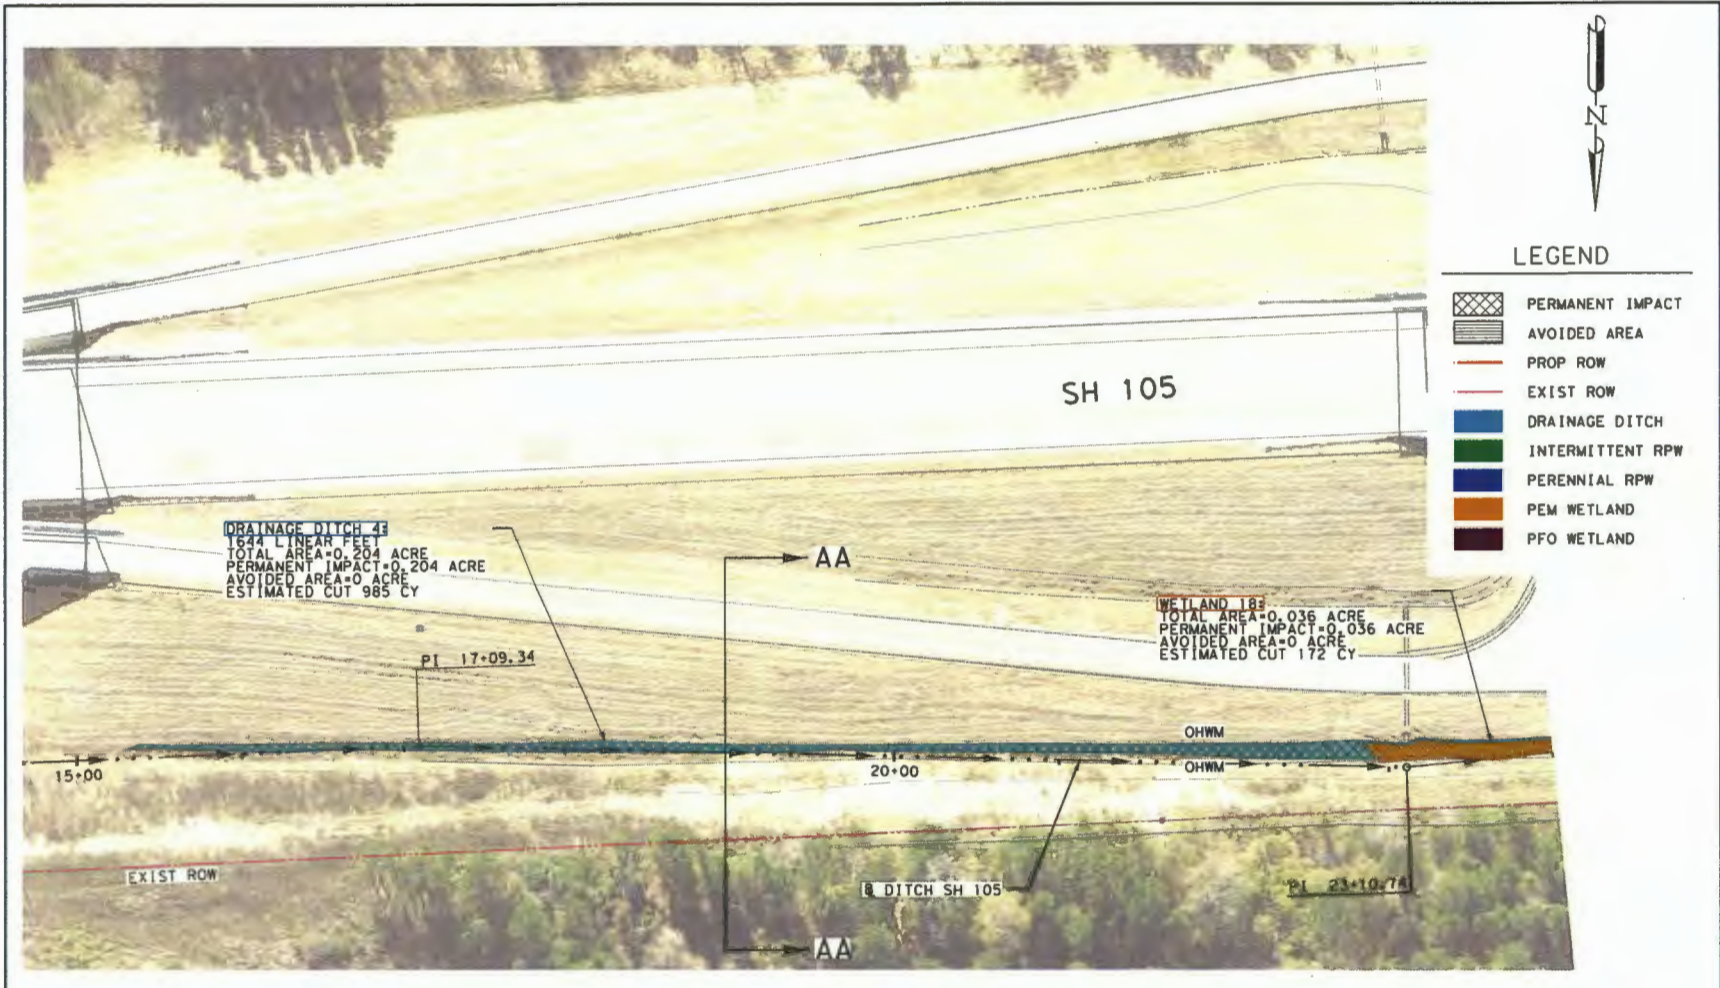 N
LEGEND
PERMANENT IMPACT
AVOIDED AREA
PROP ROW
EXIST ROW
DRAINAGE DITCH
INTERMITTENT RPW
PERENNIAL RPW
PEM WETLAND
PFO WETLAND
SH 105
DRAINAGE DITCH 4:
1644 LINEAR FEET
TOTAL AREA=0.204 ACRE
PERMANENT IMPACT=0.204 ACRE
AVOIDED AREA=0 ACRE
ESTIMATED CUT 985 CY
AA
WETLAND 18:
TOTAL AREA=0.036 ACRE
PERMANENT IMPACT=0.036 ACRE
AVOIDED AREA=0 ACRE
ESTIMATED CUT 172 CY
PI 17+09.34
OHWM
15+00
20+00
OHWM
EXIST ROW
DITCH SH 105
PI 23+10.74
AA